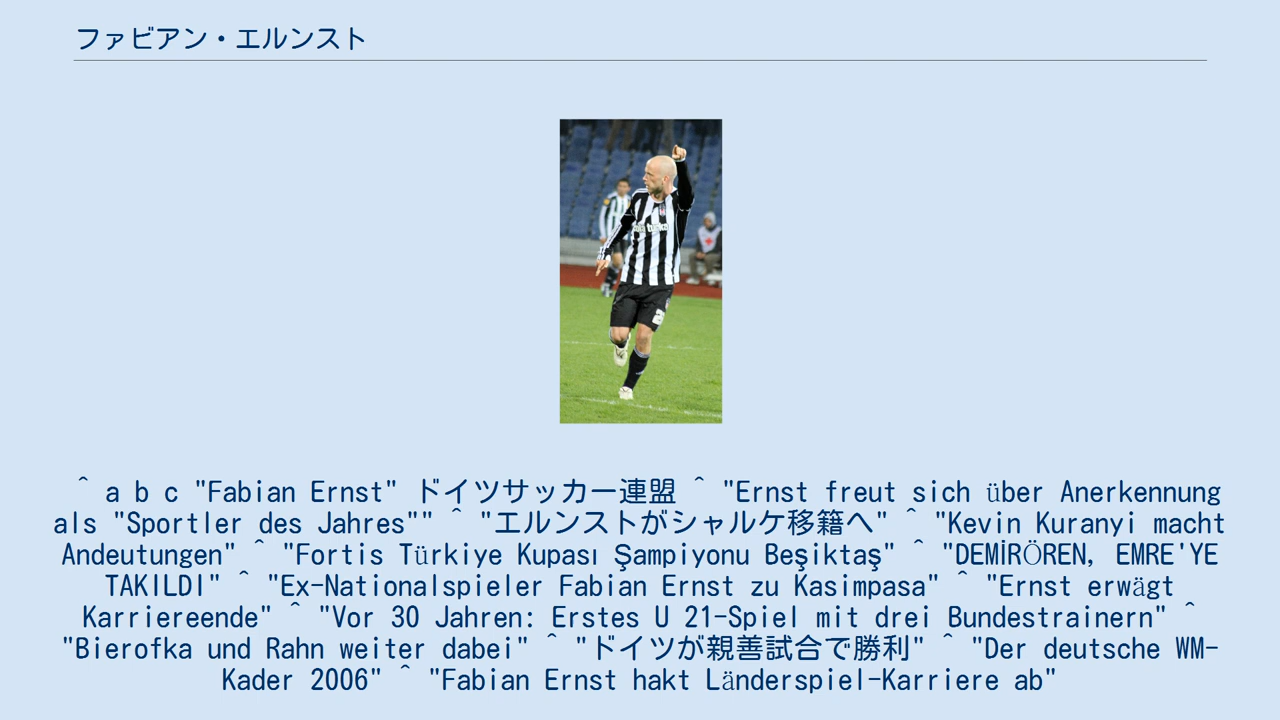 ファビアン・エルンスト
^ a b c "Fabian Ernst" ドイツサッカー連盟 ^ "Ernst freut sich über Anerkennung
als "Sportler des Jahres"" ^ "エルンストがシャルケ移籍へ" ^ "Kevin Kuranyi macht
Andeutungen" ^ "Fortis Türkiye Kupası Şampiyonu Beşiktaş" ^ "DEMİRÖREN, EMRE'YE
TAKILDI" ^ "Ex-Nationalspieler Fabian Ernst zu Kasimpasa" ^ "Ernst erwägt
Karriereende" ^ "Vor 30 Jahren: Erstes U 21-Spiel mit drei Bundestrainern" ^
"Bierofka und Rahn weiter dabei" ^ "ドイツが親善試合で勝利" ^ "Der deutsche WM-
Kader 2006" ^ "Fabian Ernst hakt Länderspiel-Karriere ab"